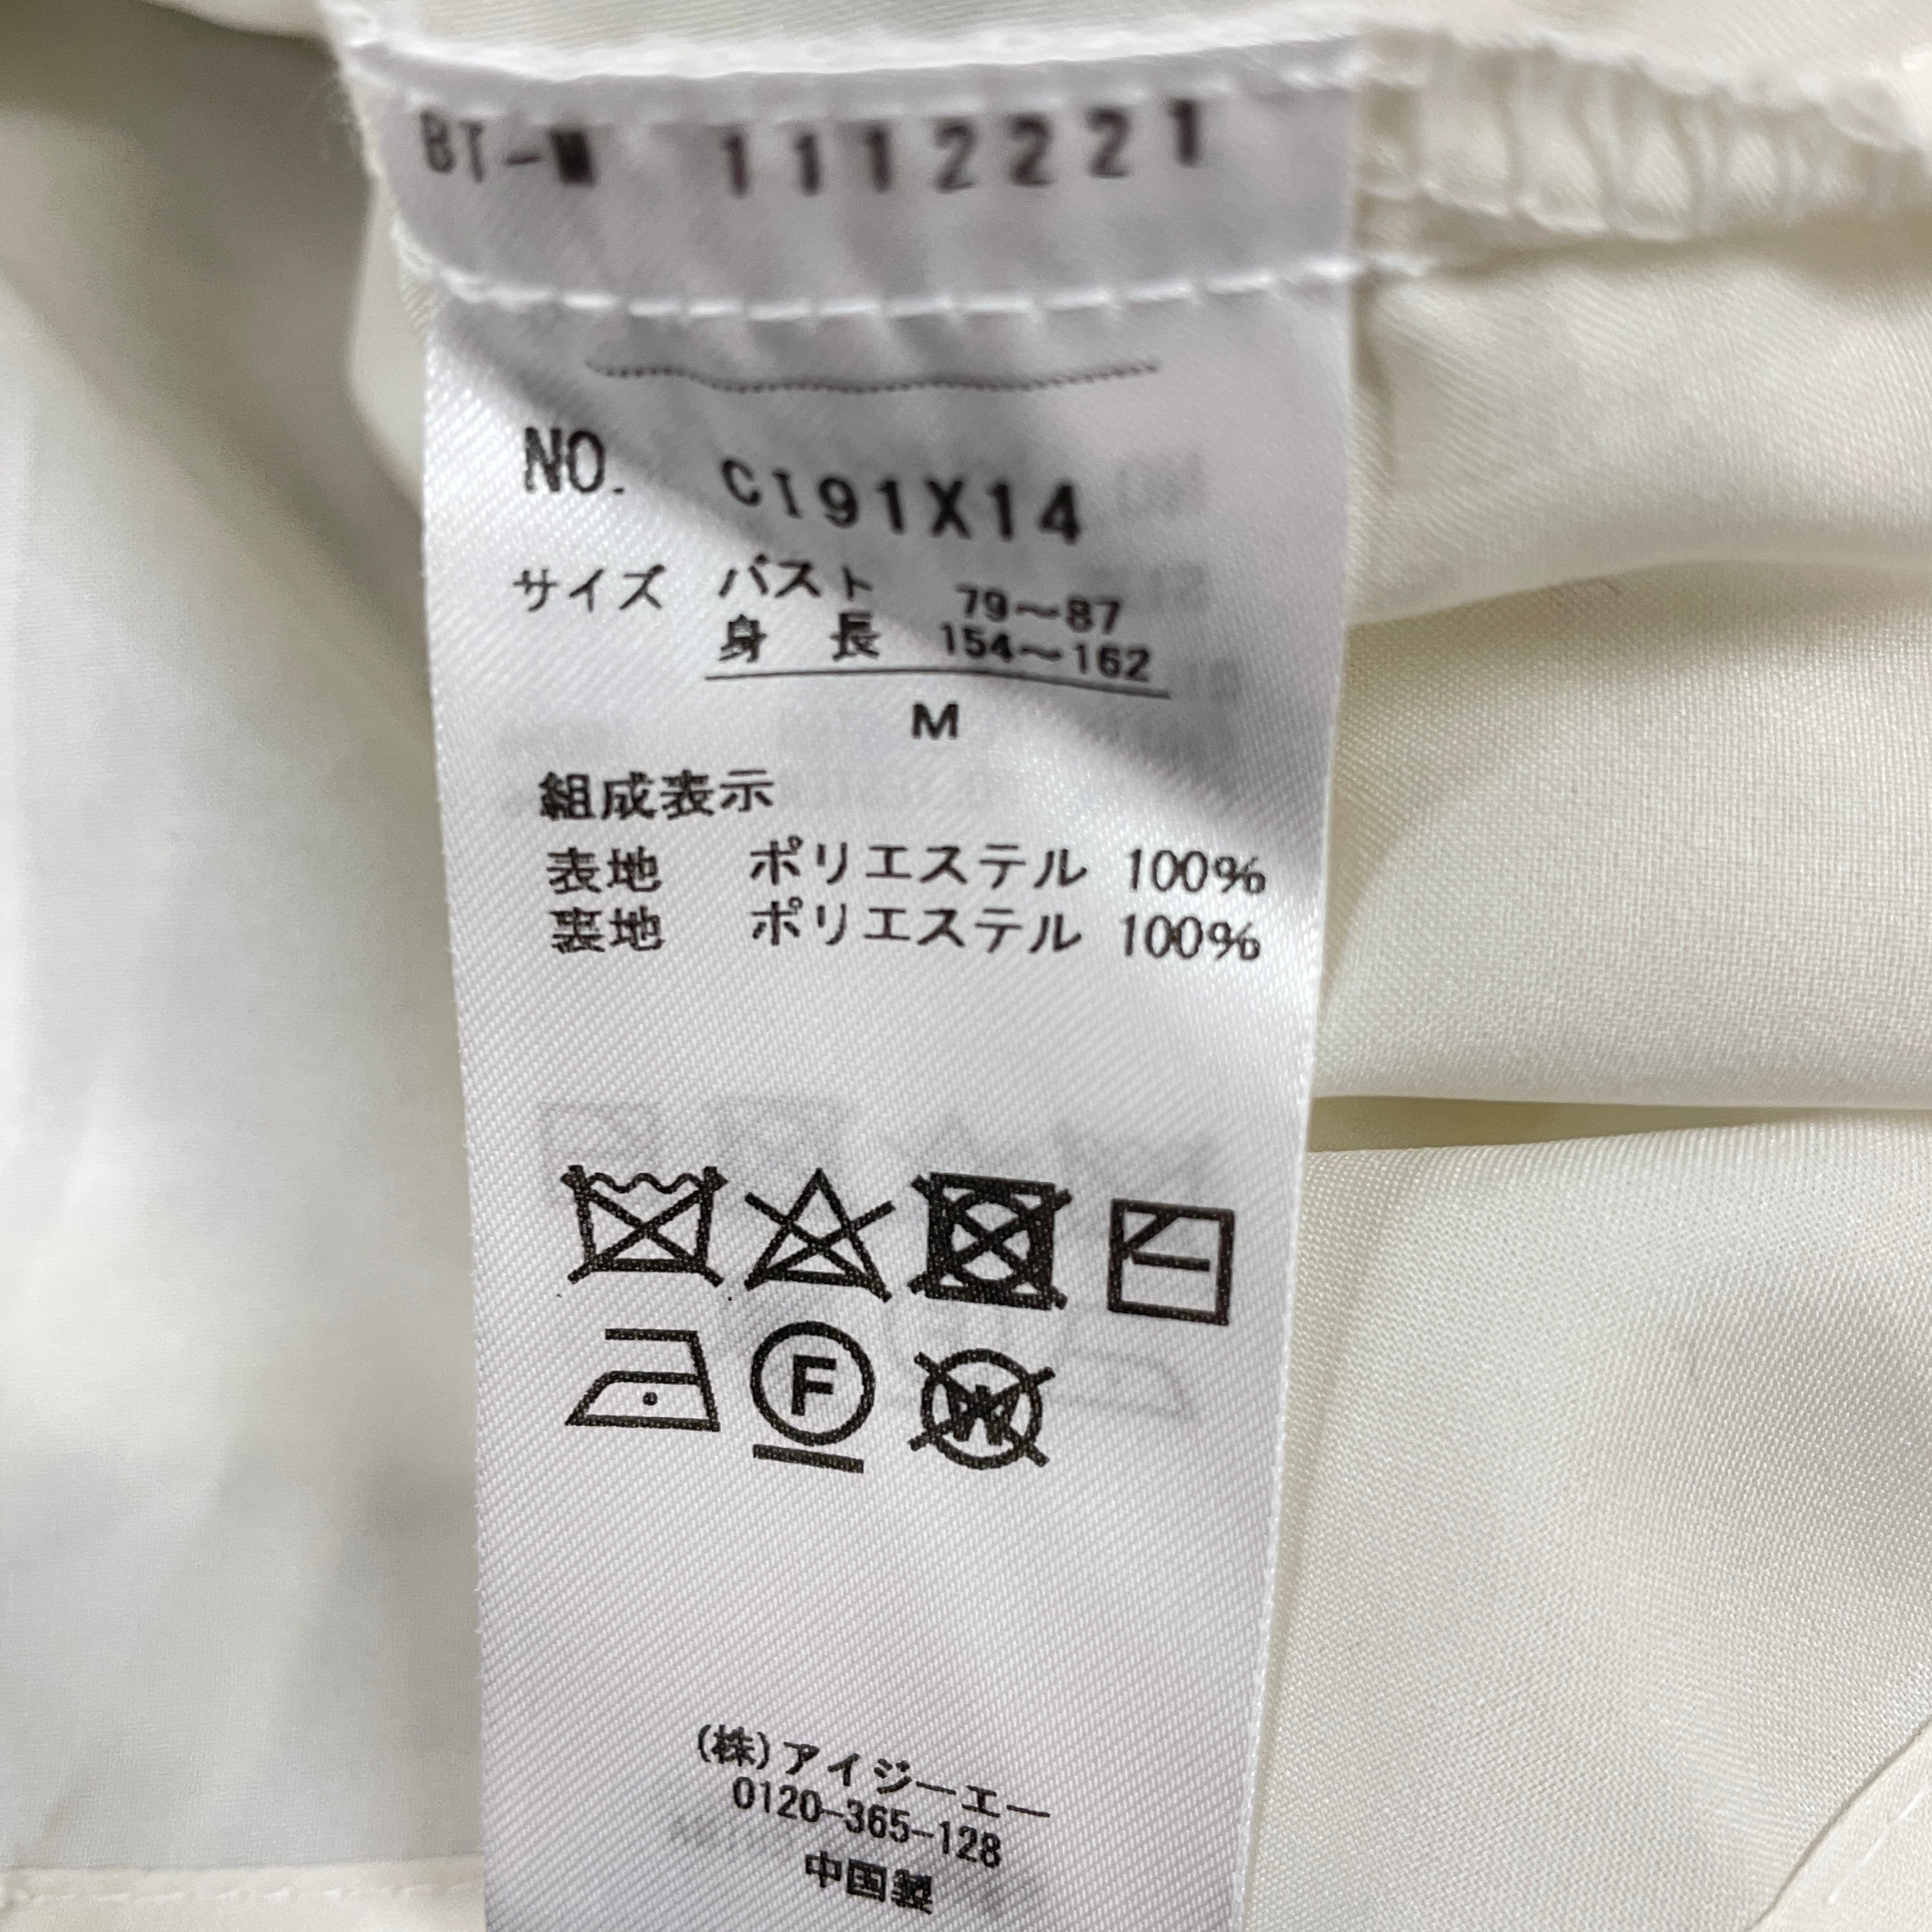 BT-M 1112221
NO. CI91X14
サイズ バスト 79～87
身長 154～162
M
組成表示
表地 ポリエステル 100%
裏地 ポリエステル 100%
F
W
(株)アイジーエー
0120-365-128
中国製